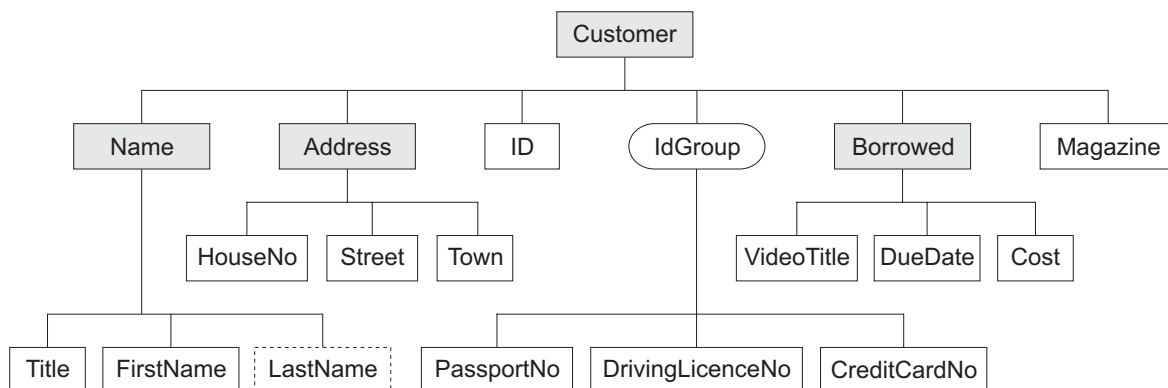 Customer
Name Address ID IdGroup Borrowed Magazine
HouseNo Street Town VideoTitle DueDate Cost
Title FirstName LastName PassportNo DrivingLicenceNo CreditCardNo